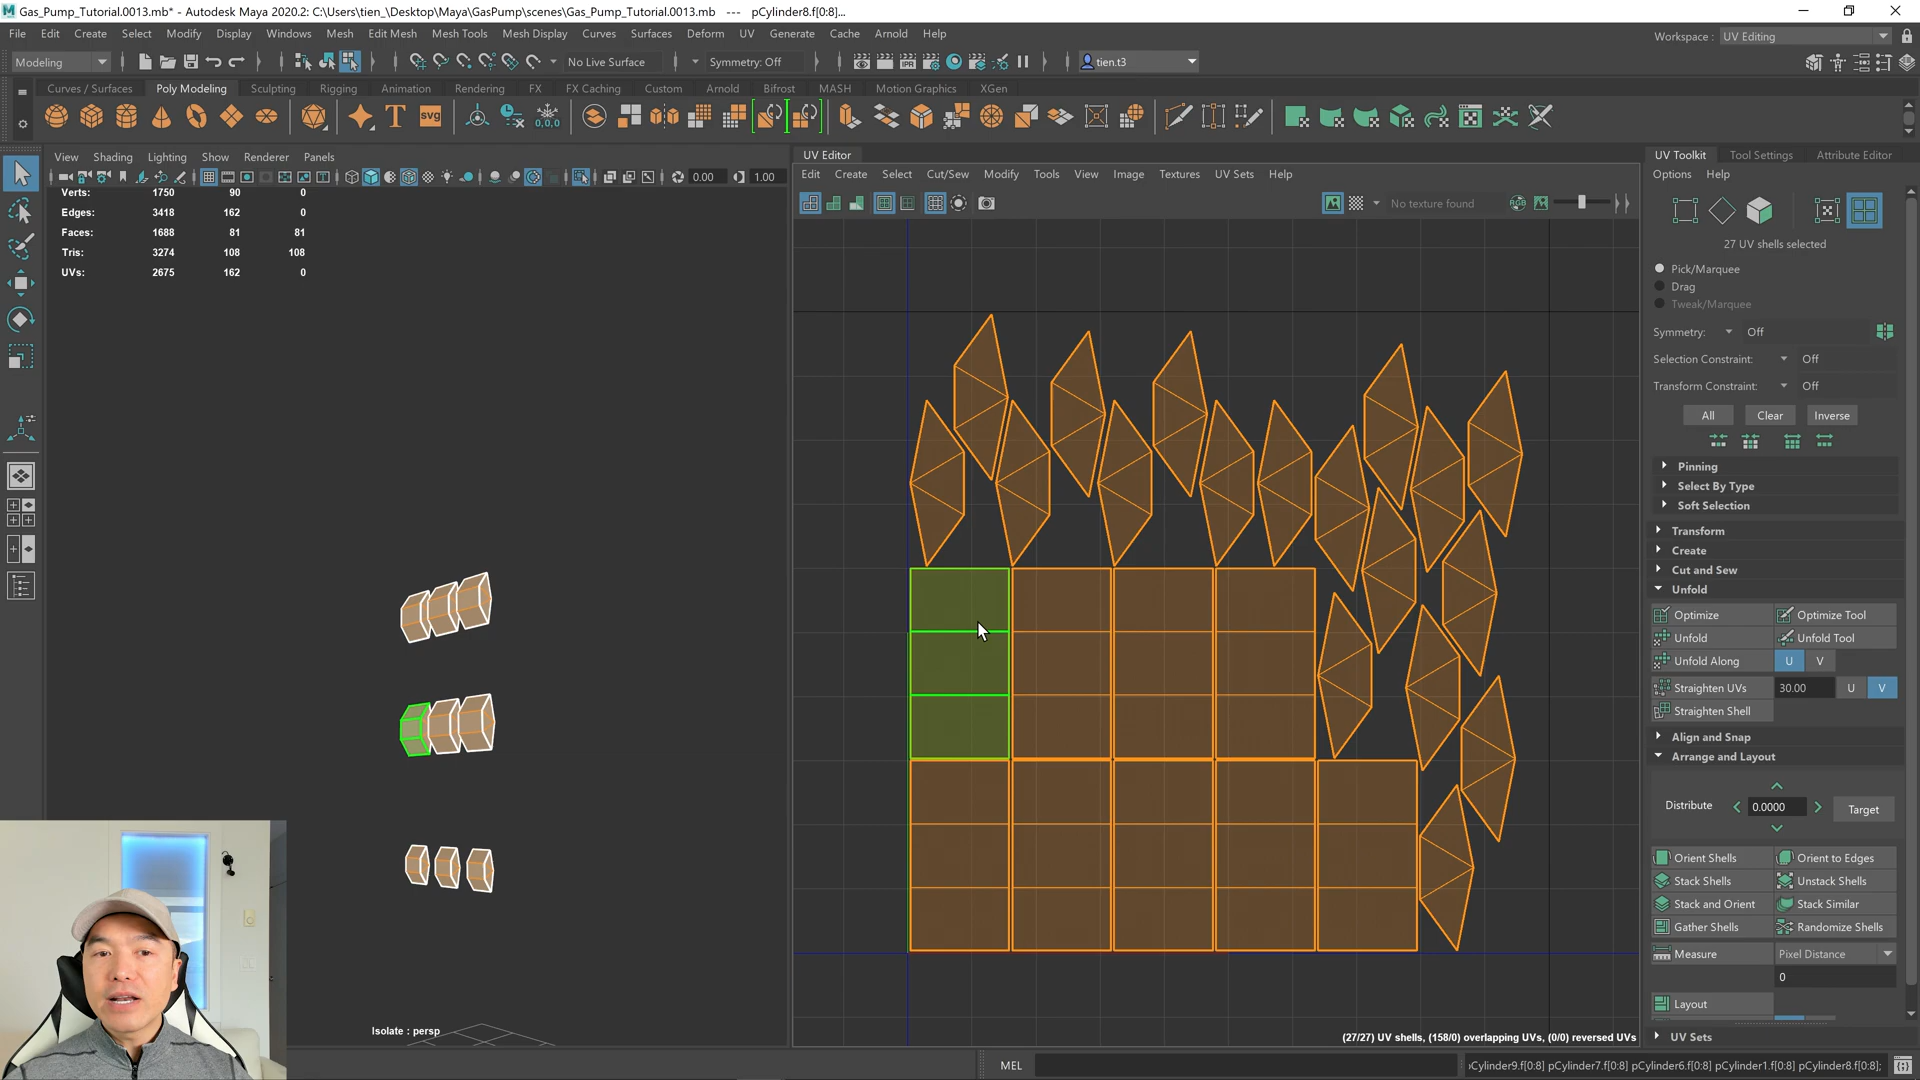 Gas_Pump_Tutorial.0013.mb* - Autodesk Maya 2020.2: C:\Users\tien_\Desktop\Maya\GasPump\scenes\Gas_Pump_Tutorial.0013.mb --- pCylinder8.f[0:8]...
File Edit Create Select Modify Display Windows Mesh Edit Mesh Mesh Tools Mesh Display Curves Surfaces Deform UV Generate Cache Arnold Help
Workspace : UV Editing
Modeling No Live Surface Symmetry: Off tien.t3
Curves / Surfaces Poly Modeling Sculpting Rigging Animation Rendering FX FX Caching Custom Arnold Bifrost MASH Motion Graphics XGen
T svg 0,0,0
View Shading Lighting Show Renderer Panels
0.00 1.00
Verts: 1750 90 0
Edges: 3418 162 0
Faces: 1688 81 81
Tris: 3274 108 108
UVs: 2675 162 0
Isolate : persp
UV Editor
Edit Create Select Cut/Sew Modify Tools View Image Textures UV Sets Help
No texture found RGB
(27/27) UV shells, (158/0) overlapping UVs, (0/0) reversed UVs
UV Toolkit Tool Settings Attribute Editor
Options Help
27 UV shells selected
Pick/Marquee
Drag
Tweak/Marquee
Symmetry: Off
Selection Constraint: Off
Transform Constraint: Off
All Clear Inverse
Pinning
Select By Type
Soft Selection
Transform
Create
Cut and Sew
Unfold
Optimize Optimize Tool
Unfold Unfold Tool
Unfold Along U V
Straighten UVs 30.00 U V
Straighten Shell
Align and Snap
Arrange and Layout
Distribute 0.0000 Target
Orient Shells Orient to Edges
Stack Shells Unstack Shells
Stack and Orient Stack Similar
Gather Shells Randomize Shells
Measure Pixel Distance
0
Layout
UV Sets
MEL
Cylinder9.f[0:8] pCylinder7.f[0:8] pCylinder6.f[0:8] pCylinder1.f[0:8] pCylinder8.f[0:8];